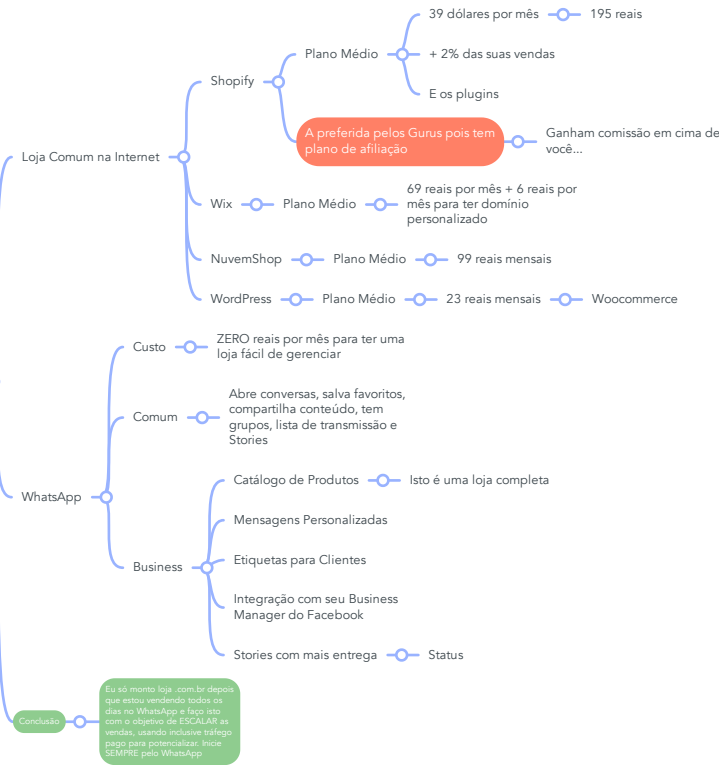 Loja Comum na Internet
Shopify
Plano Médio
39 dólares por mês
195 reais
+ 2% das suas vendas
E os plugins
A preferida pelos Gurus pois tem
plano de afiliação
Ganham comissão em cima de
você...
Wix
Plano Médio
69 reais por mês + 6 reais por
mês para ter domínio
personalizado
NuvemShop
Plano Médio
99 reais mensais
WordPress
Plano Médio
23 reais mensais
Woocommerce
WhatsApp
Custo
ZERO reais por mês para ter uma
loja fácil de gerenciar
Comum
Abre conversas, salva favoritos,
compartilha conteúdo, tem
grupos, lista de transmissão e
Stories
Business
Catálogo de Produtos
Isto é uma loja completa
Mensagens Personalizadas
Etiquetas para Clientes
Integração com seu Business
Manager do Facebook
Stories com mais entrega
Status
Conclusão
Eu só monto loja .com.br depois
que estou vendendo todos os
dias no WhatsApp e faço isto
com o objetivo de ESCALAR as
vendas, usando inclusive tráfego
pago para potencializar. Inicie
SEMPRE pelo WhatsApp